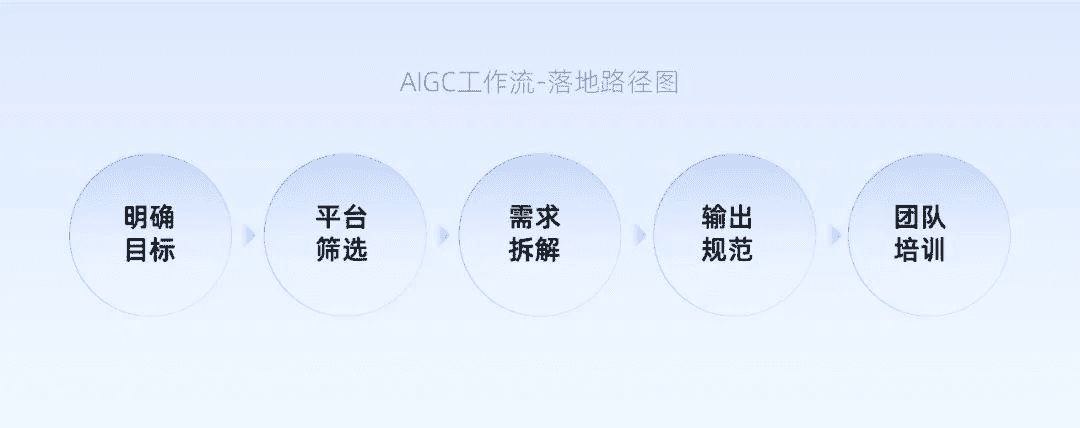 AIGC工作流-落地路径图
明确
目标
平台
筛选
需求
拆解
输出
规范
团队
培训